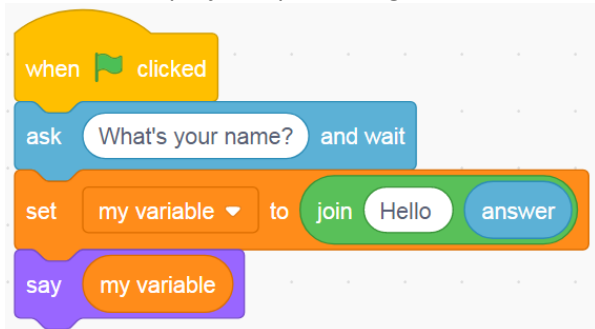 when clicked
ask What's your name? and wait
set my variable to join Hello answer
say my variable